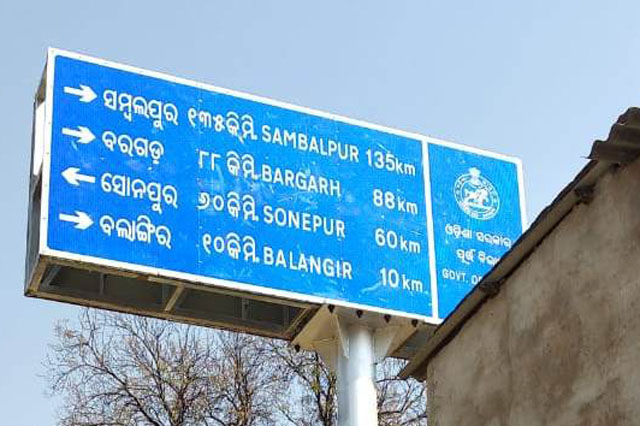 → ସମ୍ବଲପୁର ୧୩୫କି.ମି. SAMBALPUR 135km
→ ବରଗଡ଼ ୮୮ କି.ମି. BARGARH 88km
← ସୋନପୁର ୬୦କି.ମି. SONEPUR 60km
→ ବଲାଙ୍ଗିର ୧୦କି.ମି. BALANGIR 10km
ଓଡ଼ିଶା ସରକାର
ପୂର୍ତ୍ତ
GOVT.